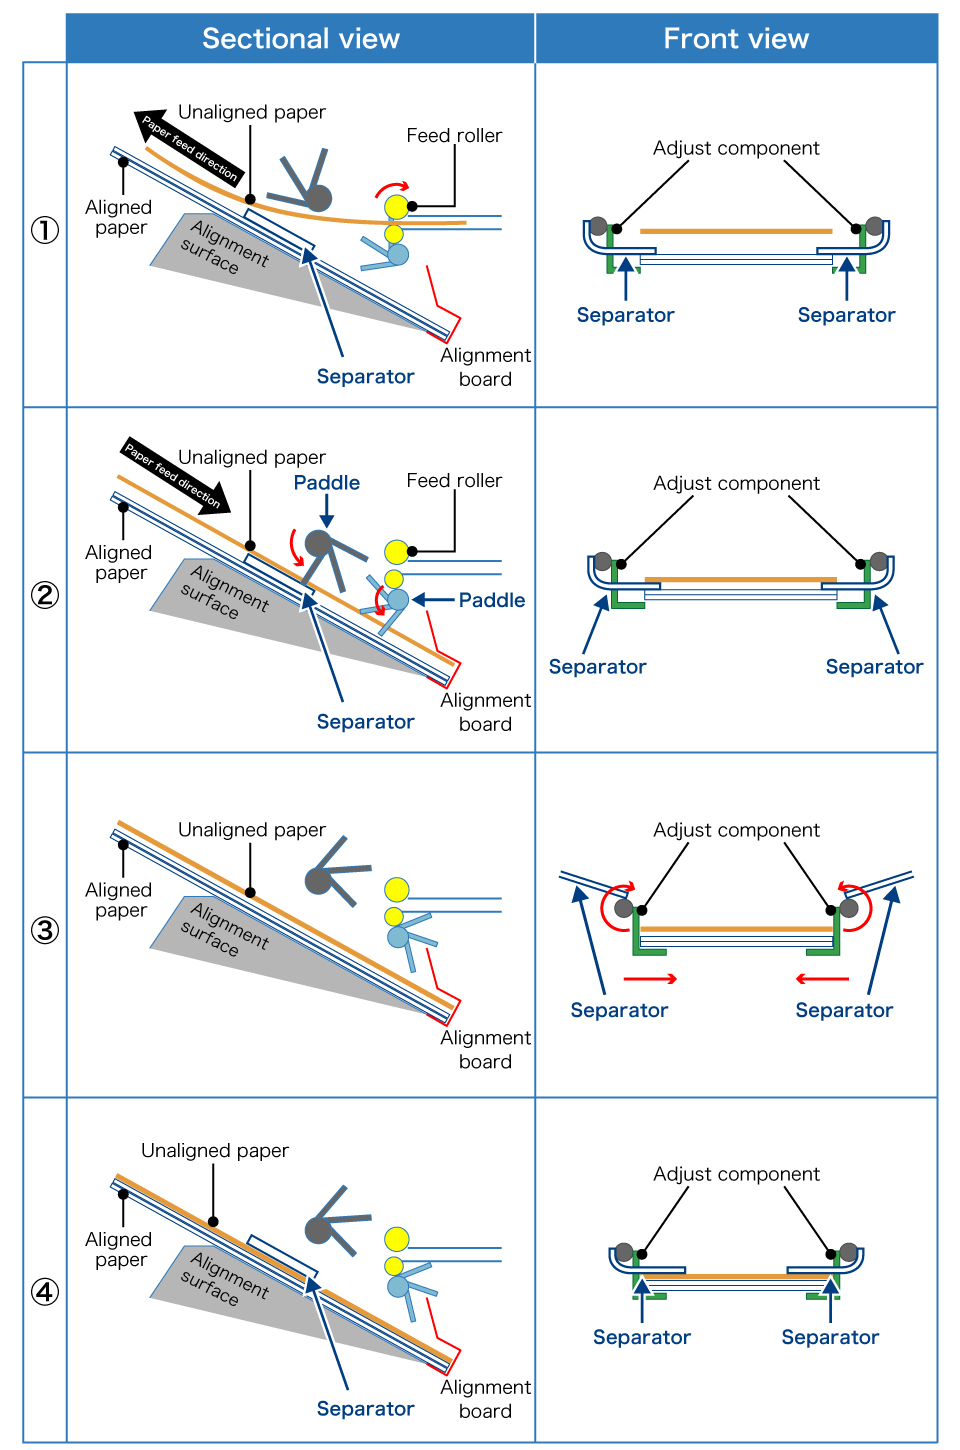 Sectional view
Front view
①
Unaligned paper
Paper feed direction
Feed roller
Aligned
paper
Alignment
surface
Separator
Alignment
board
Adjust component
Separator
Separator
②
Paper feed direction
Unaligned paper
Paddle
Feed roller
Aligned
paper
Alignment
surface
Paddle
Separator
Alignment
board
Adjust component
Separator
Separator
③
Unaligned paper
Aligned
paper
Alignment
surface
Alignment
board
Adjust component
Separator
Separator
④
Unaligned paper
Aligned
paper
Alignment
surface
Separator
Alignment
board
Adjust component
Separator
Separator